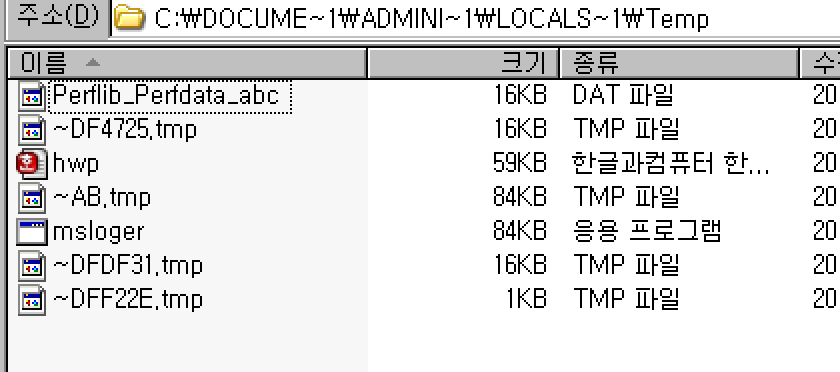 주소(D) C:₩DOCUME~1₩ADMINI~1₩LOCALS~1₩Temp
이름 크기 종류 수
Perflib_Perfdata_abc 16KB DAT 파일 20
~DF4725.tmp 16KB TMP 파일 20
hwp 59KB 한글과컴퓨터 한... 20
~AB.tmp 84KB TMP 파일 20
msloger 84KB 응용 프로그램 20
~DFDF31.tmp 16KB TMP 파일 20
~DFF22E.tmp 1KB TMP 파일 20